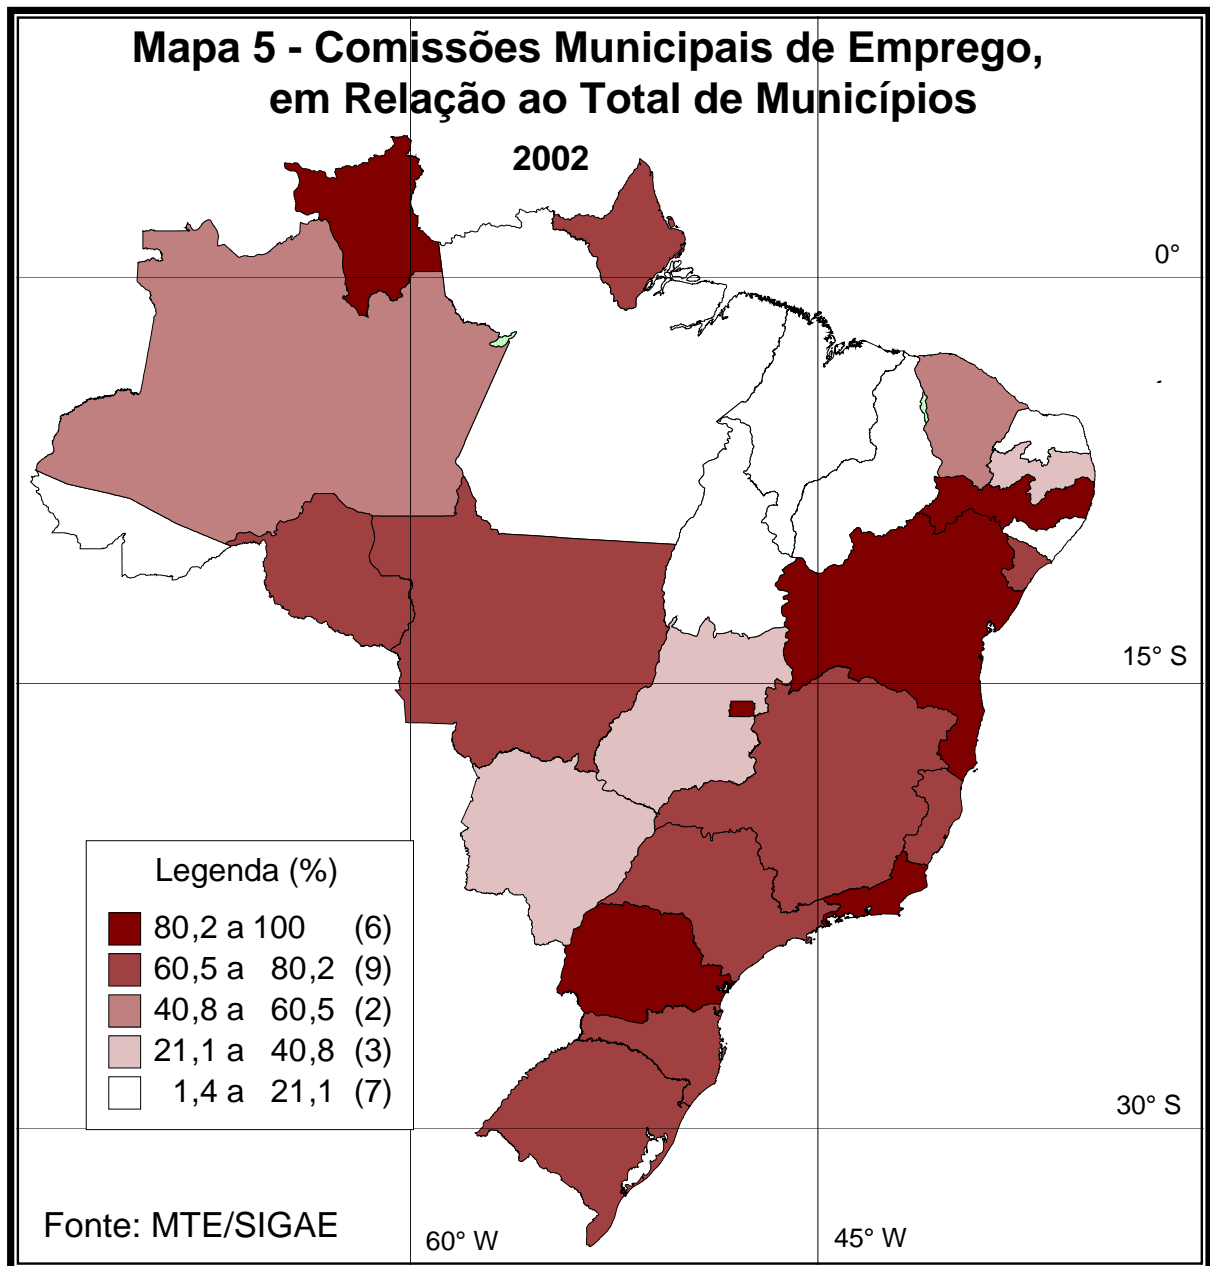 Mapa 5 - Comissões Municipais de Emprego,
em Relação ao Total de Municípios
2002
0°
15° S
30° S
Legenda (%)
80,2 a 100 (6)
60,5 a 80,2 (9)
40,8 a 60,5 (2)
21,1 a 40,8 (3)
1,4 a 21,1 (7)
Fonte: MTE/SIGAE
60° W
45° W